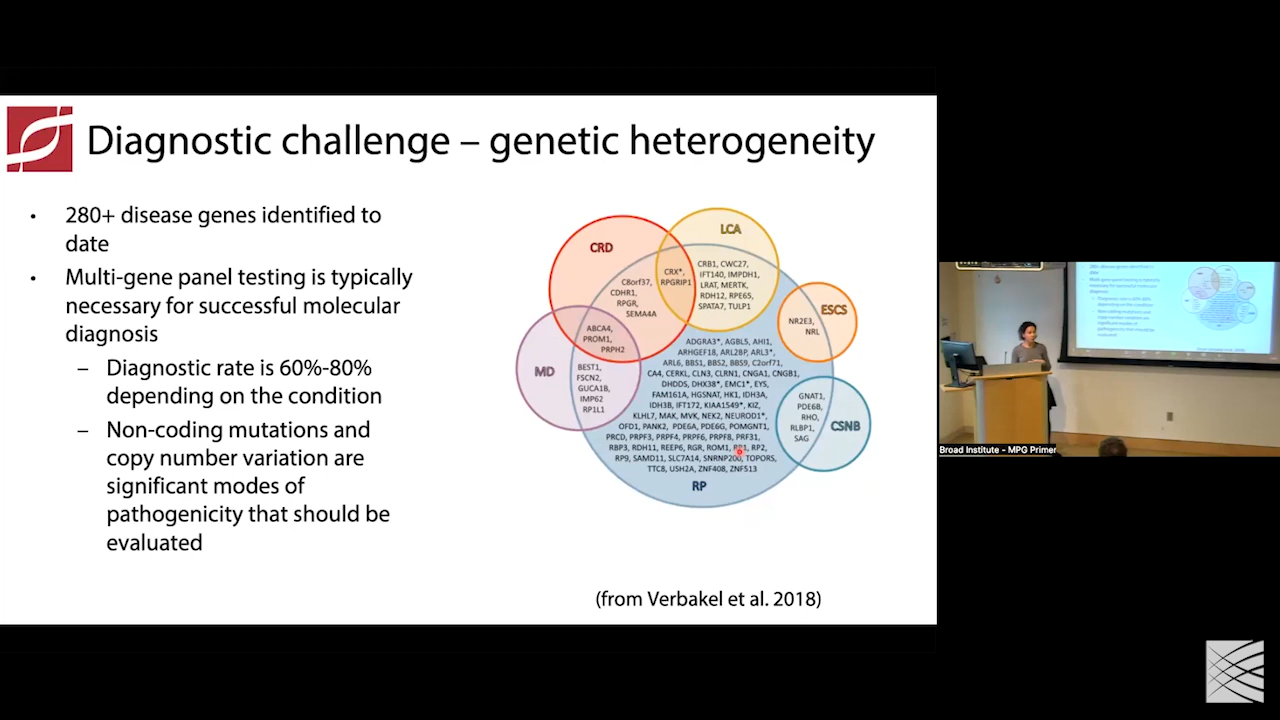 Diagnostic challenge – genetic heterogeneity
• 280+ disease genes identified to
date
• Multi-gene panel testing is typically
necessary for successful molecular
diagnosis
– Diagnostic rate is 60%-80%
depending on the condition
– Non-coding mutations and
copy number variation are
significant modes of
pathogenicity that should be
evaluated
CRD
C8orf37,
CDHR1,
RPGR,
SEMA4A
CRX*,
RPGRIP1
LCA
CRB1, CWC27,
IFT140, IMPDH1,
LRAT, MERTK,
RDH12, RPE65,
SPATA7, TULP1
ESCS
NR2E3,
NRL
ABCA4,
PROM1,
PRPH2
MD
BEST1,
FSCN2,
GUCA1B,
IMP62
RP1L1
GNAT1,
PDE6B,
RHO,
RLBP1,
SAG
CSNB
ADGRA3*, AGBL5, AHI1,
ARHGEF18, ARL2BP, ARL3*,
ARL6, BBS1, BBS2, BBS9, C2orf71,
CA4, CERKL, CLN3, CLRN1, CNGA1, CNGB1,
DHDDS, DHX38*, EMC1*, EYS,
FAM161A, HGSNAT, HK1, IDH3A,
IDH3B, IFT172, KIAA1549*, KIZ,
KLHL7, MAK, MVK, NEK2, NEUROD1*,
OFD1, PANK2, PDE6A, PDE6G, POMGNT1,
PRCD, PRPF3, PRPF4, PRPF6, PRPF8, PRF31,
RBP3, RDH11, REEP6, RGR, ROM1, RP1, RP2,
RP9, SAMD11, SLC7A14, SNRNP200, TOPORS,
TTC8, USH2A, ZNF408, ZNF513
RP
(from Verbakel et al. 2018)
Broad Institute - MPG Primer